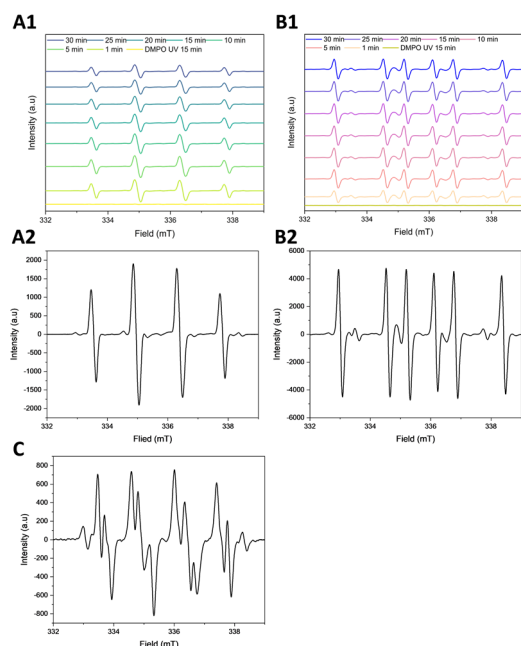 A1
30 min 25 min 20 min 15 min 10 min
5 min 1 min DMPO UV 15 min
Intensity (a.u)
332 334 336 338
Field (mT)
B1
30 min 25 min 20 min 15 min 10 min
5 min 1 min DMPO UV 15 min
Intensity (a.u)
332 334 336 338
Field (mT)
A2
Intensity (a.u)
2000
1500
1000
500
0
-500
-1000
-1500
-2000
332 334 336 338
Flied (mT)
B2
Intensity (a.u)
6000
4000
2000
0
-2000
-4000
-6000
332 334 336 338
Field (mT)
C
Intensity (a.u)
800
600
400
200
0
-200
-400
-600
-800
332 334 336 338
Field (mT)